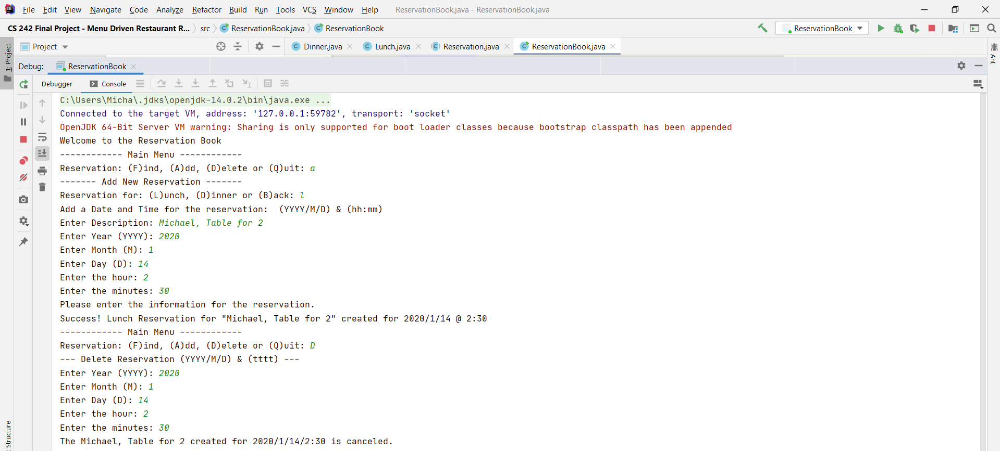 File Edit View Navigate Code Analyze Refactor Build Run Tools VCS Window Help ReservationBook.java - ReservationBook.java
CS 242 Final Project - Menu Driven Restaurant R... src ReservationBook.java ReservationBook ReservationBook
1: Project
Project Dinner.java Lunch.java Reservation.java ReservationBook.java
Ant
Debug: ReservationBook
Debugger Console
C:\Users\Micha\.jdks\openjdk-14.0.2\bin\java.exe ...
Connected to the target VM, address: '127.0.0.1:59782', transport: 'socket'
OpenJDK 64-Bit Server VM warning: Sharing is only supported for boot loader classes because bootstrap classpath has been appended
Welcome to the Reservation Book
------------ Main Menu ------------
Reservation: (F)ind, (A)dd, (D)elete or (Q)uit: a
------- Add New Reservation -------
Reservation for: (L)unch, (D)inner or (B)ack: l
Add a Date and Time for the reservation:  (YYYY/M/D) & (hh:mm)
Enter Description: Michael, Table for 2
Enter Year (YYYY): 2020
Enter Month (M): 1
Enter Day (D): 14
Enter the hour: 2
Enter the minutes: 30
Please enter the information for the reservation.
Success! Lunch Reservation for "Michael, Table for 2" created for 2020/1/14 @ 2:30
------------ Main Menu ------------
Reservation: (F)ind, (A)dd, (D)elete or (Q)uit: D
--- Delete Reservation (YYYY/M/D) & (tttt) ---
Enter Year (YYYY): 2020
Enter Month (M): 1
Enter Day (D): 14
Enter the hour: 2
Enter the minutes: 30
The Michael, Table for 2 created for 2020/1/14/2:30 is canceled.
Structure